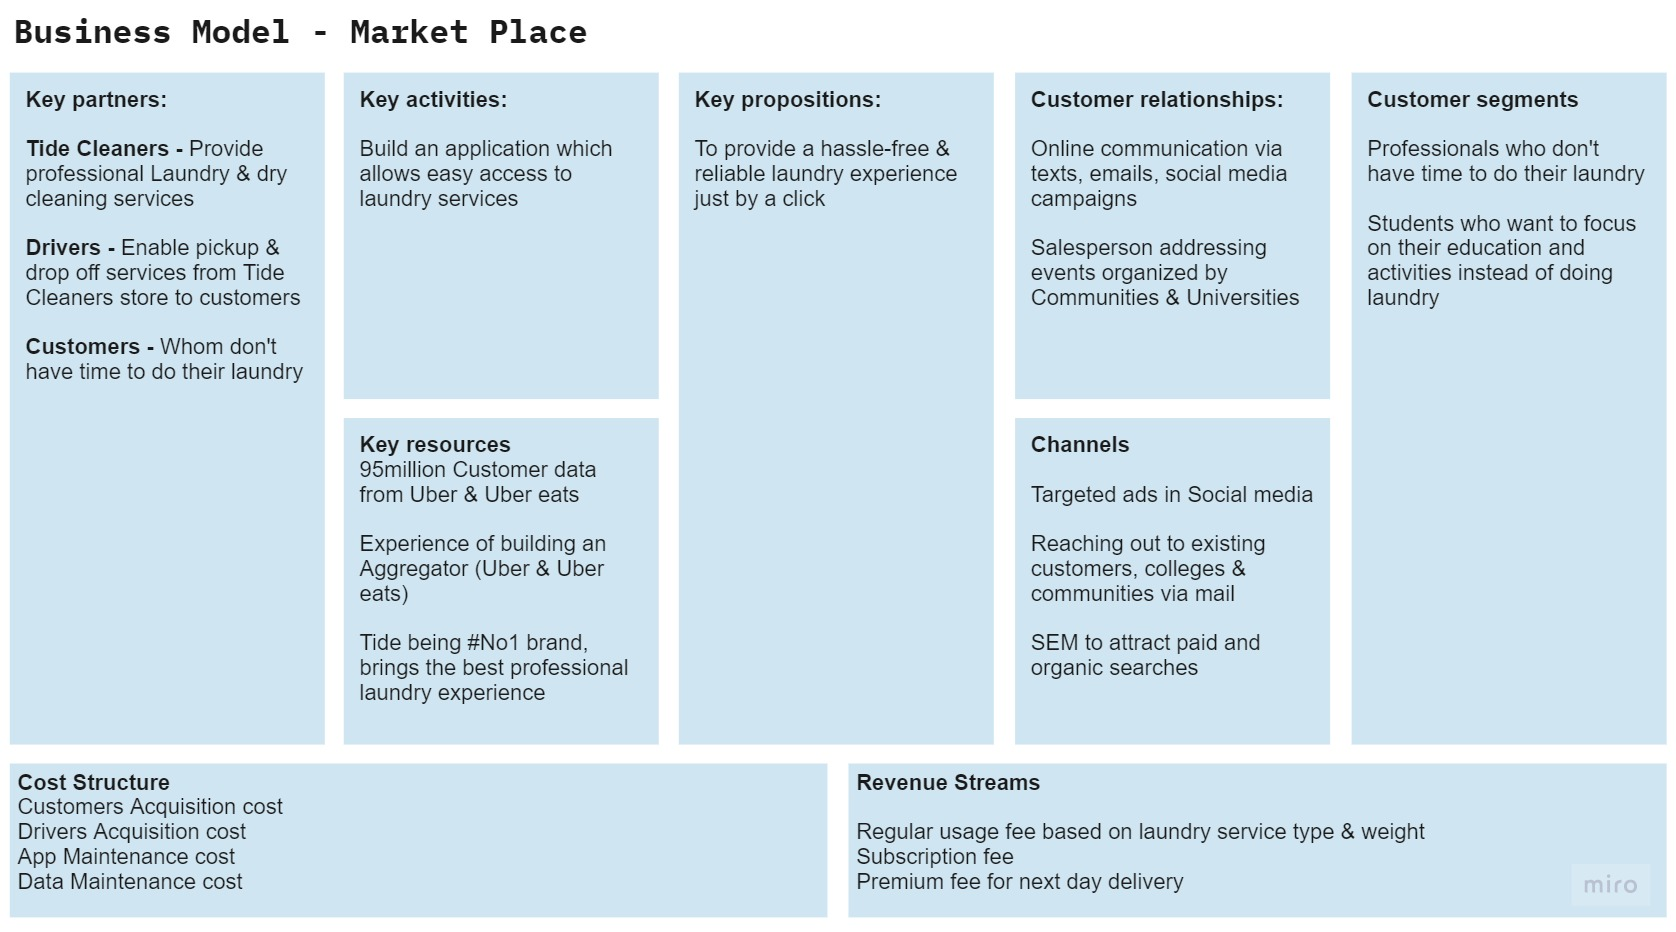 Business Model - Market Place
Key partners:
Tide Cleaners - Provide
professional Laundry & dry
cleaning services
Drivers - Enable pickup &
drop off services from Tide
Cleaners store to customers
Customers - Whom don't
have time to do their laundry
Key activities:
Build an application which
allows easy access to
laundry services
Key resources
95million Customer data
from Uber & Uber eats
Experience of building an
Aggregator (Uber & Uber
eats)
Tide being #No1 brand,
brings the best professional
laundry experience
Key propositions:
To provide a hassle-free &
reliable laundry experience
just by a click
Customer relationships:
Online communication via
texts, emails, social media
campaigns
Salesperson addressing
events organized by
Communities & Universities
Channels
Targeted ads in Social media
Reaching out to existing
customers, colleges &
communities via mail
SEM to attract paid and
organic searches
Customer segments
Professionals who don't
have time to do their laundry
Students who want to focus
on their education and
activities instead of doing
laundry
Cost Structure
Customers Acquisition cost
Drivers Acquisition cost
App Maintenance cost
Data Maintenance cost
Revenue Streams
Regular usage fee based on laundry service type & weight
Subscription fee
Premium fee for next day delivery
miro